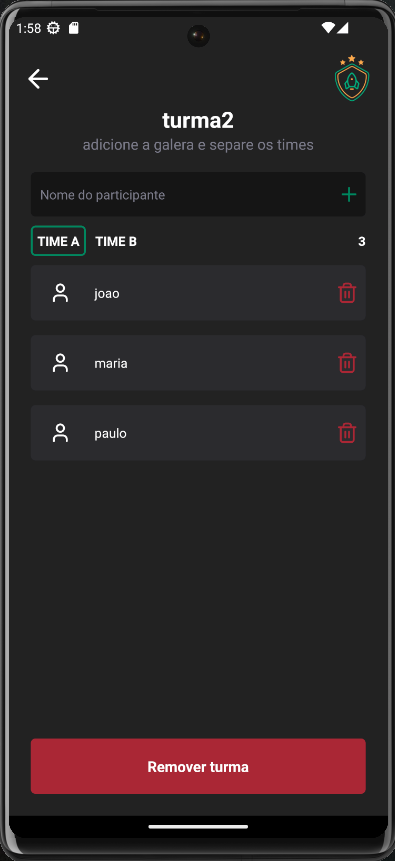 1:58
turma2
adicione a galera e separe os times
Nome do participante
TIME A TIME B 3
joao
maria
paulo
Remover turma